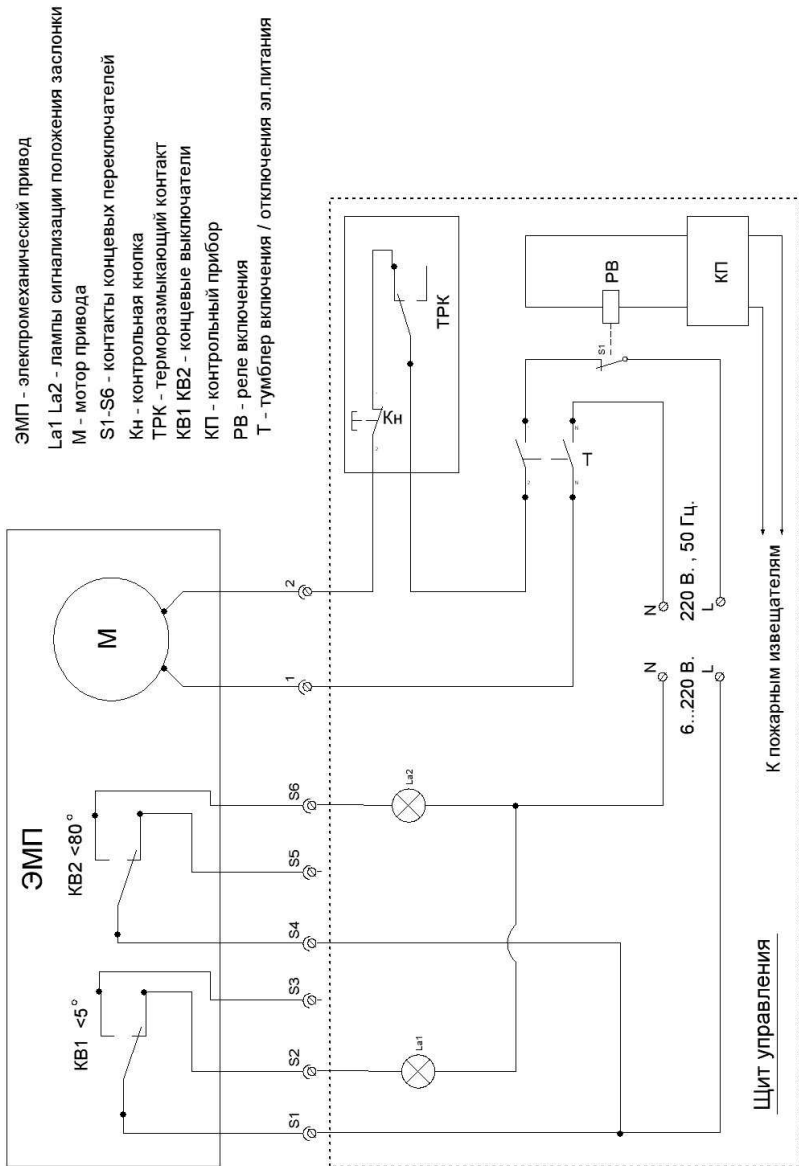 ЭМП - элекпромеханический привод
La1 La2 - лампы сигнализации положения заслонки
М - мотор привода
S1-S6 - контакты концевых переключателей
Кн - контрольная кнопка
ТРК - терморазмыкающий контакт
КВ1 КВ2 - концевые выключатели
КП - контрольный прибор
РВ - реле включения
Т - тумблер включения / отключения эл.питания
ЭМП
КВ1 <5°
КВ2 <80°
М
S1
S2
S3
S4
S5
S6
1
2
La1
La2
Кн
2
ТРК
Т
2
N
N
S1
РВ
КП
N
N
6...220 В.
220 В. , 50 Гц.
L
L
К пожарным извещателям
Щит управления